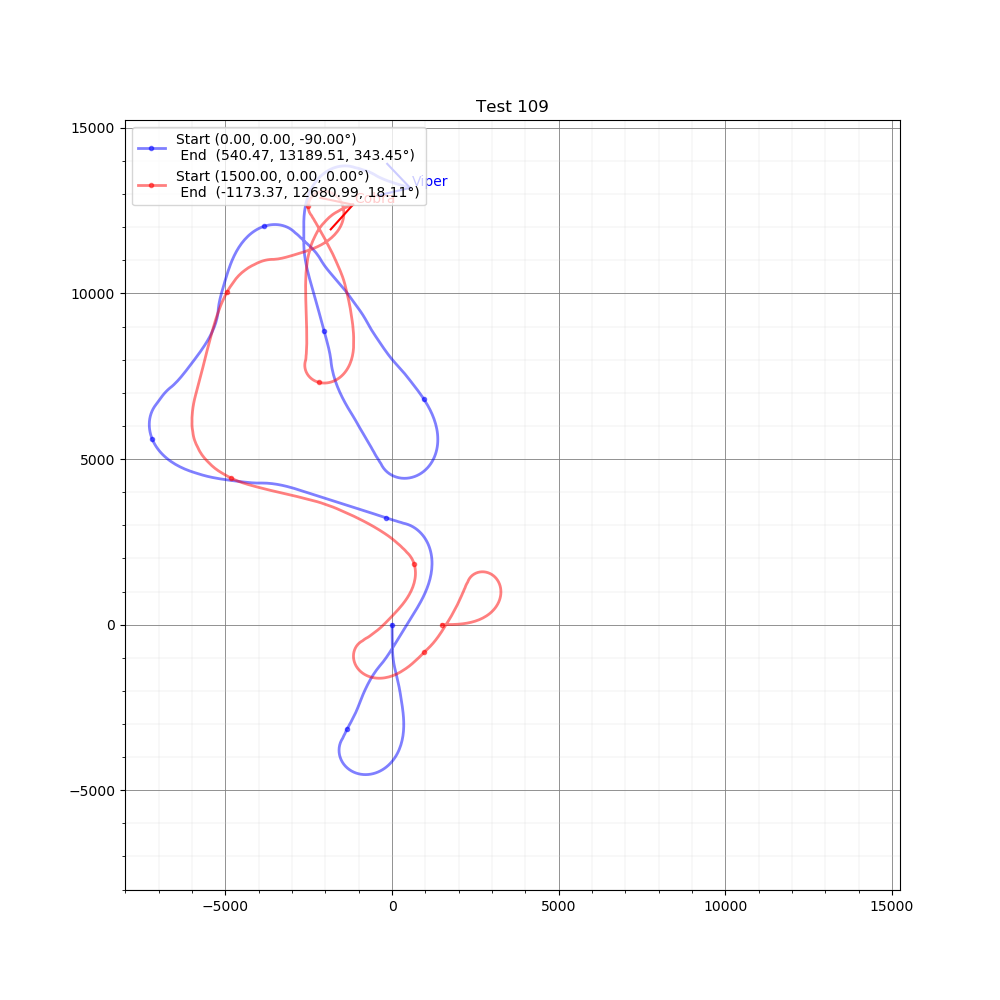 Test 109
15000
10000
5000
0
−5000
Start (0.00, 0.00, -90.00°)
End  (540.47, 13189.51, 343.45°)
Start (1500.00, 0.00, 0.00°)
End  (-1173.37, 12680.99, 18.11°)
Viper
Cobra
−5000
0
5000
10000
15000